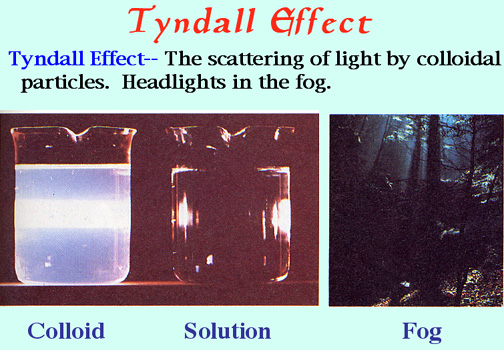 Tyndall Effect
Tyndall Effect-- The scattering of light by colloidal
particles. Headlights in the fog.
Colloid Solution Fog